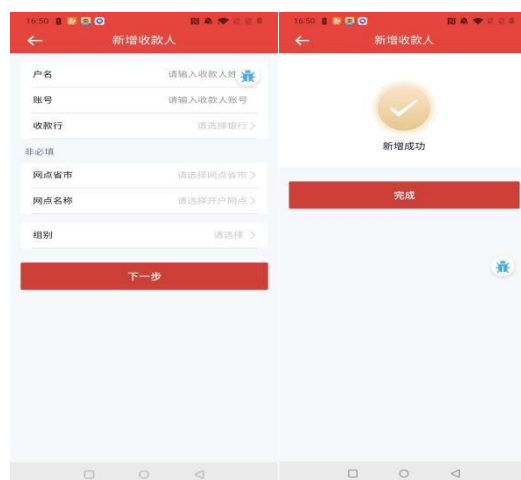 16:50
新增收款人
户名 请输入收款人姓
账号 请输入收款人账号
收款行 请选择银行 >
非必填
网点省市 请选择网点省市 >
网点名称 请选择开户网点 >
组别 请选择 >
下一步
16:50
新增收款人
新增成功
完成